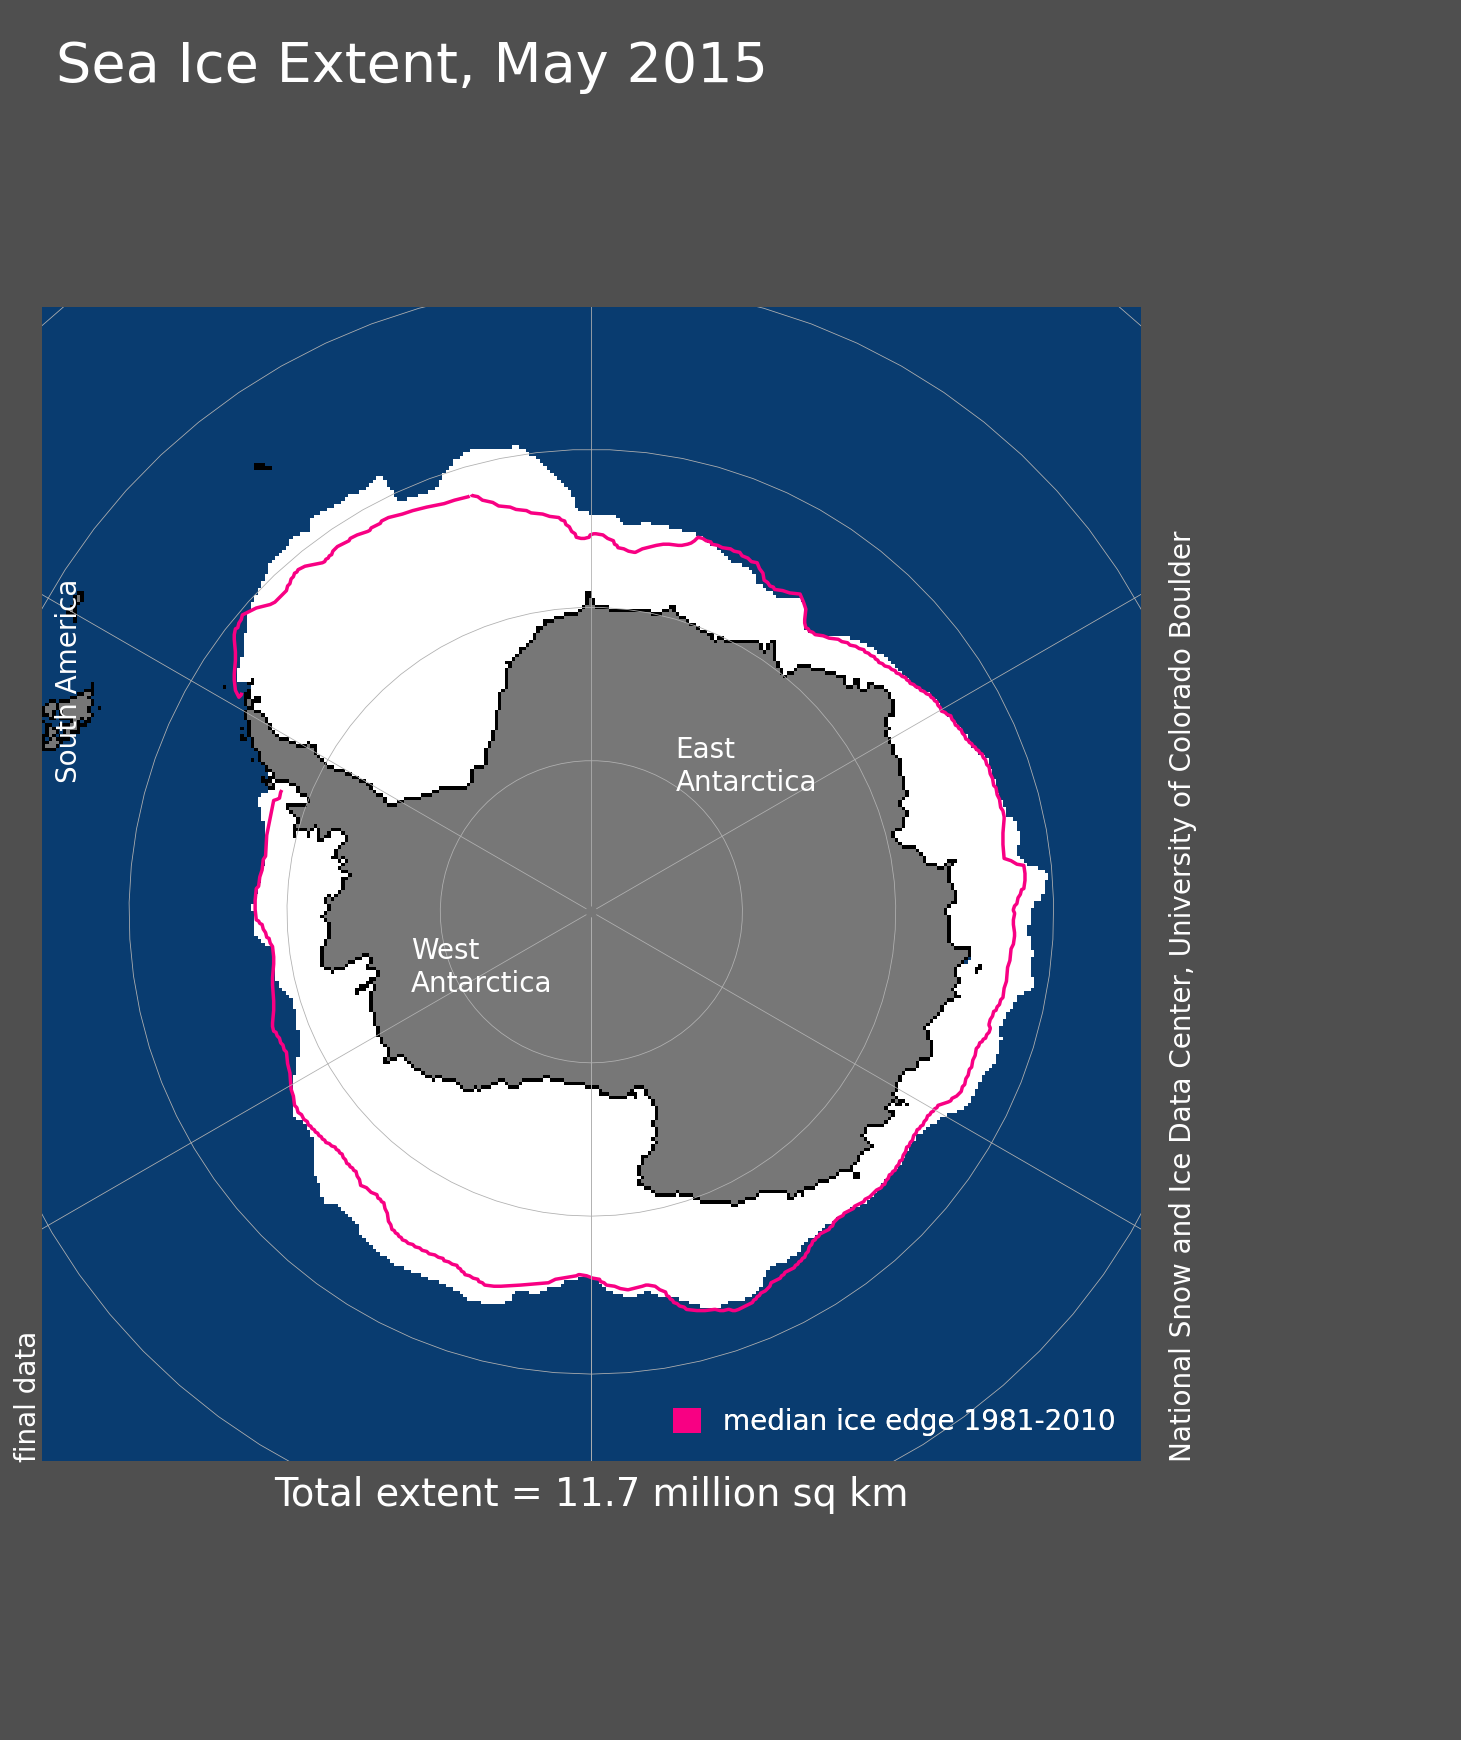 Sea Ice Extent, May 2015
South America
East
Antarctica
West
Antarctica
median ice edge 1981-2010
final data
National Snow and Ice Data Center, University of Colorado Boulder
Total extent = 11.7 million sq km